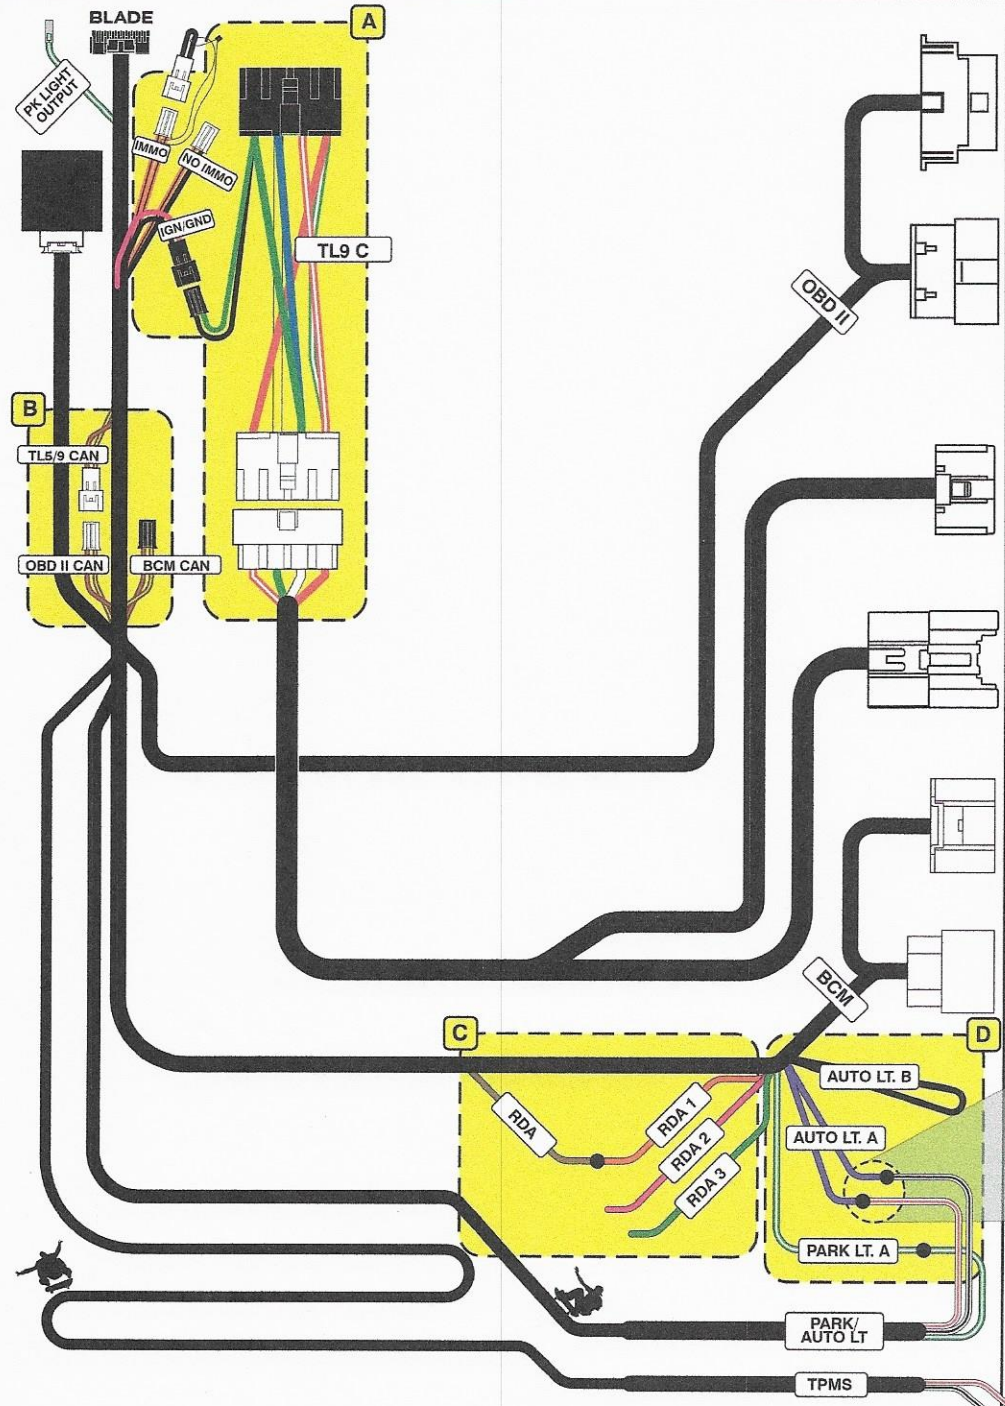 BLADE
A
PK LIGHT
OUTPUT
IMMO
NO IMMO
IGN/GND
TL9 C
OBD II
B
TL5/9 CAN
OBD II CAN
BCM CAN
BCM
C
D
RDA
RDA 1
RDA 2
RDA 3
AUTO LT. B
AUTO LT. A
PARK LT. A
PARK/
AUTO LT
TPMS